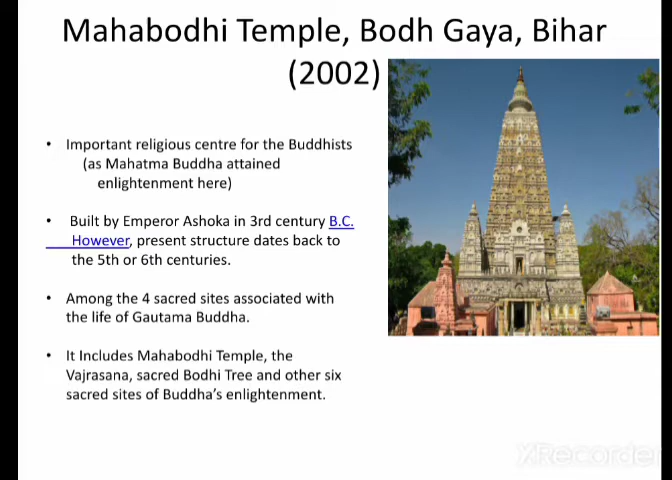 Mahabodhi Temple, Bodh Gaya, Bihar
(2002)
• Important religious centre for the Buddhists
(as Mahatma Buddha attained
enlightenment here)
• Built by Emperor Ashoka in 3rd century B.C.
However, present structure dates back to
the 5th or 6th centuries.
• Among the 4 sacred sites associated with
the life of Gautama Buddha.
• It Includes Mahabodhi Temple, the
Vajrasana, sacred Bodhi Tree and other six
sacred sites of Buddha's enlightenment.
XRecorder